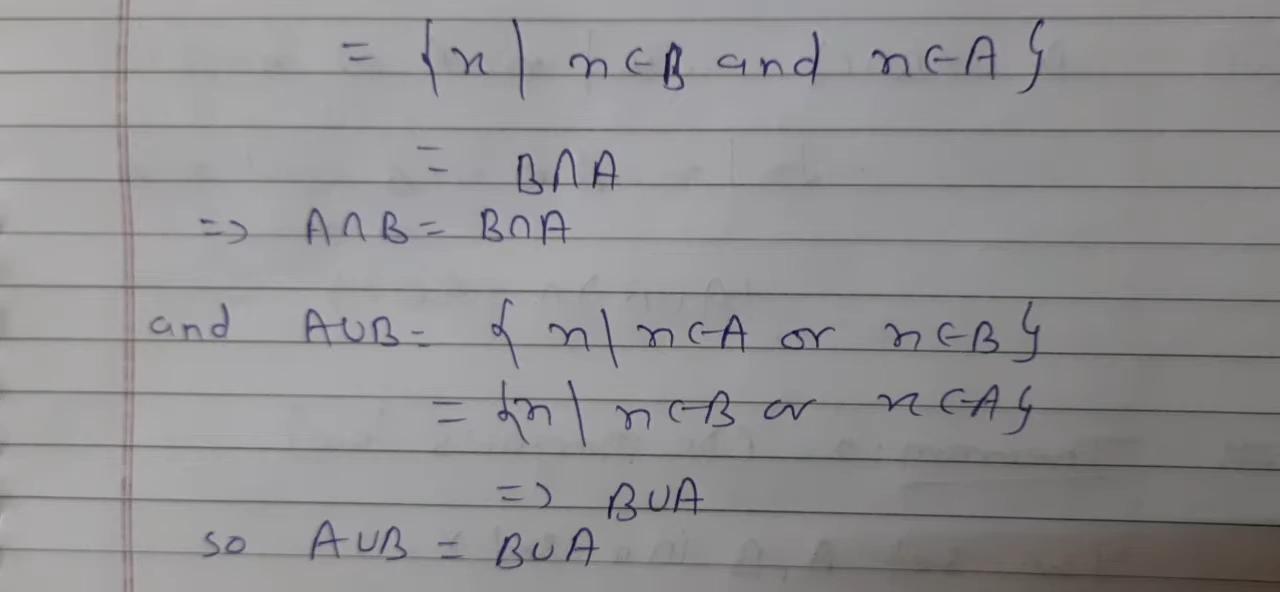 = {x | x∈B and x∈A}
= B∩A
=> A∩B = B∩A
and A∪B = {x | x∈A or x∈B}
= {x | x∈B or x∈A}
=> B∪A
so A∪B = B∪A